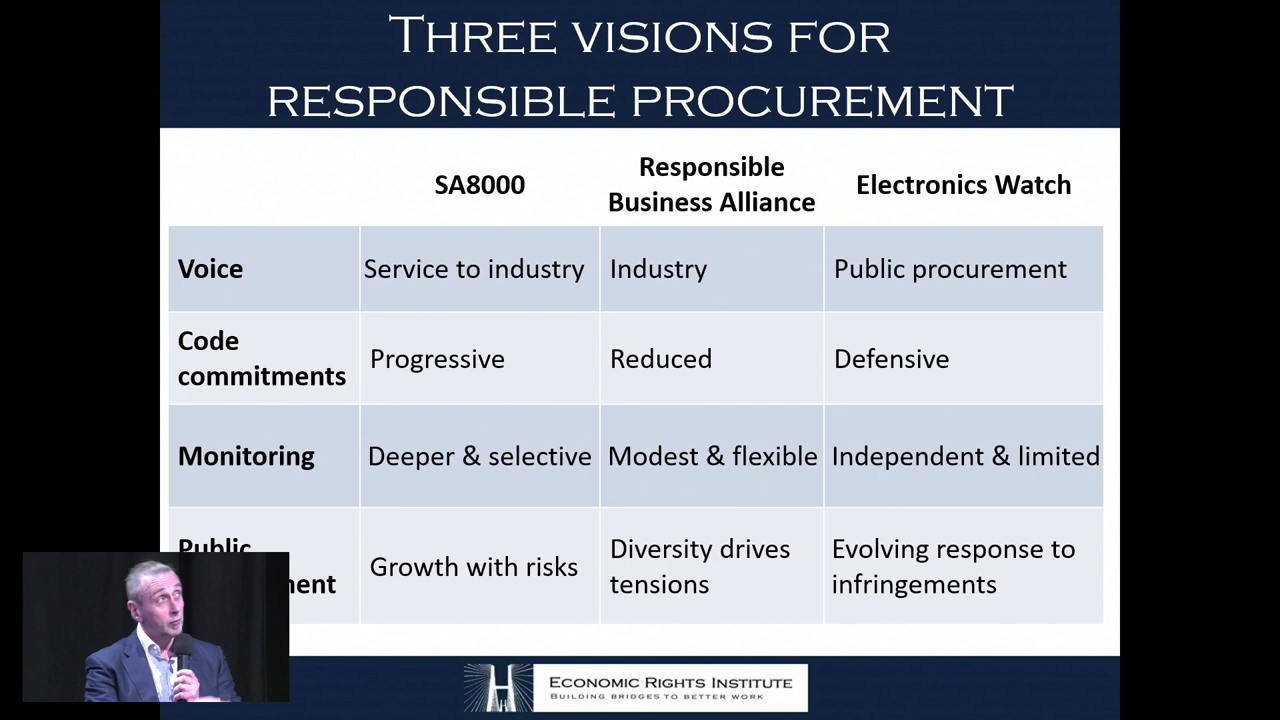 THREE VISIONS FOR
RESPONSIBLE PROCUREMENT
SA8000
Responsible
Business Alliance
Electronics Watch
Voice
Service to industry
Industry
Public procurement
Code
commitments
Progressive
Reduced
Defensive
Monitoring
Deeper & selective
Modest & flexible
Independent & limited
Public
ment
Growth with risks
Diversity drives
tensions
Evolving response to
infringements
ECONOMIC RIGHTS INSTITUTE
BUILDING BRIDGES TO BETTER WORK